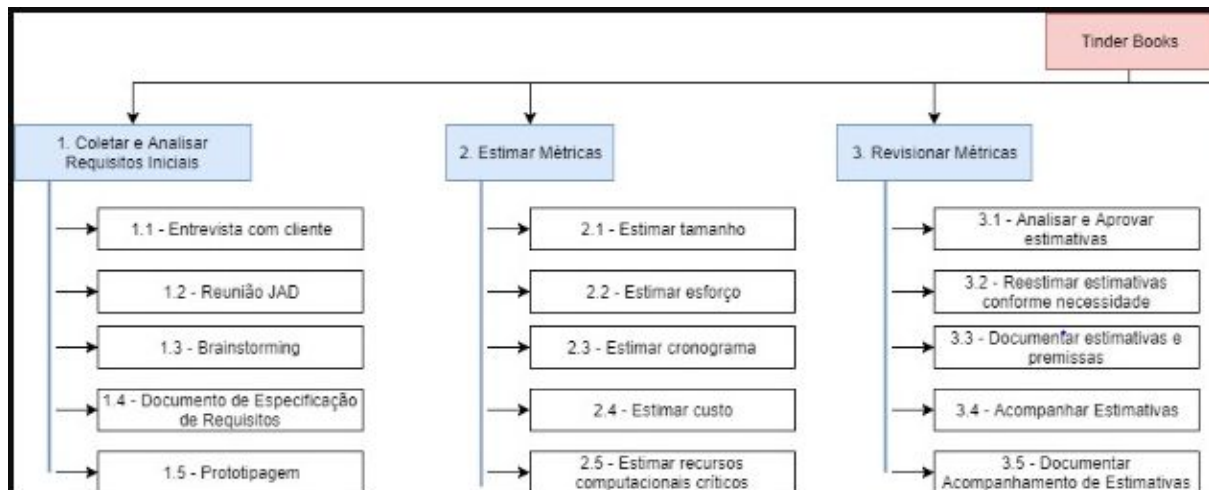 Tinder Books
1. Coletar e Analisar
Requisitos Iniciais
2. Estimar Métricas
3. Revisionar Métricas
1.1 - Entrevista com cliente
1.2 - Reunião JAD
1.3 - Brainstorming
1.4 - Documento de Especificação
de Requisitos
1.5 - Prototipagem
2.1 - Estimar tamanho
2.2 - Estimar esforço
2.3 - Estimar cronograma
2.4 - Estimar custo
2.5 - Estimar recursos
computacionais críticos
3.1 - Analisar e Aprovar
estimativas
3.2 - Reestimar estimativas
conforme necessidade
3.3 - Documentar estimativas e
premissas
3.4 - Acompanhar Estimativas
3.5 - Documentar
Acompanhamento de Estimativas